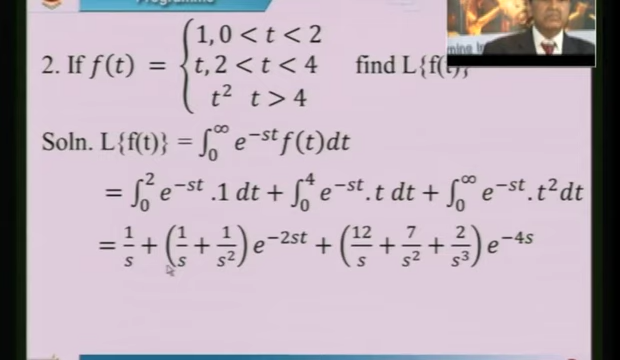 Programme
2. If f(t) = {1, 0 < t < 2
t, 2 < t < 4 find L{f(t)}
t² t > 4
Soln. L{f(t)} = ∫₀^∞ e^{−st} f(t)dt
= ∫₀² e^{−st} .1 dt + ∫₀⁴ e^{−st}. t dt + ∫₀^∞ e^{−st}. t² dt
= 1/s + (1/s + 1/s²) e^{−2st} + (12/s + 7/s² + 2/s³) e^{−4s}